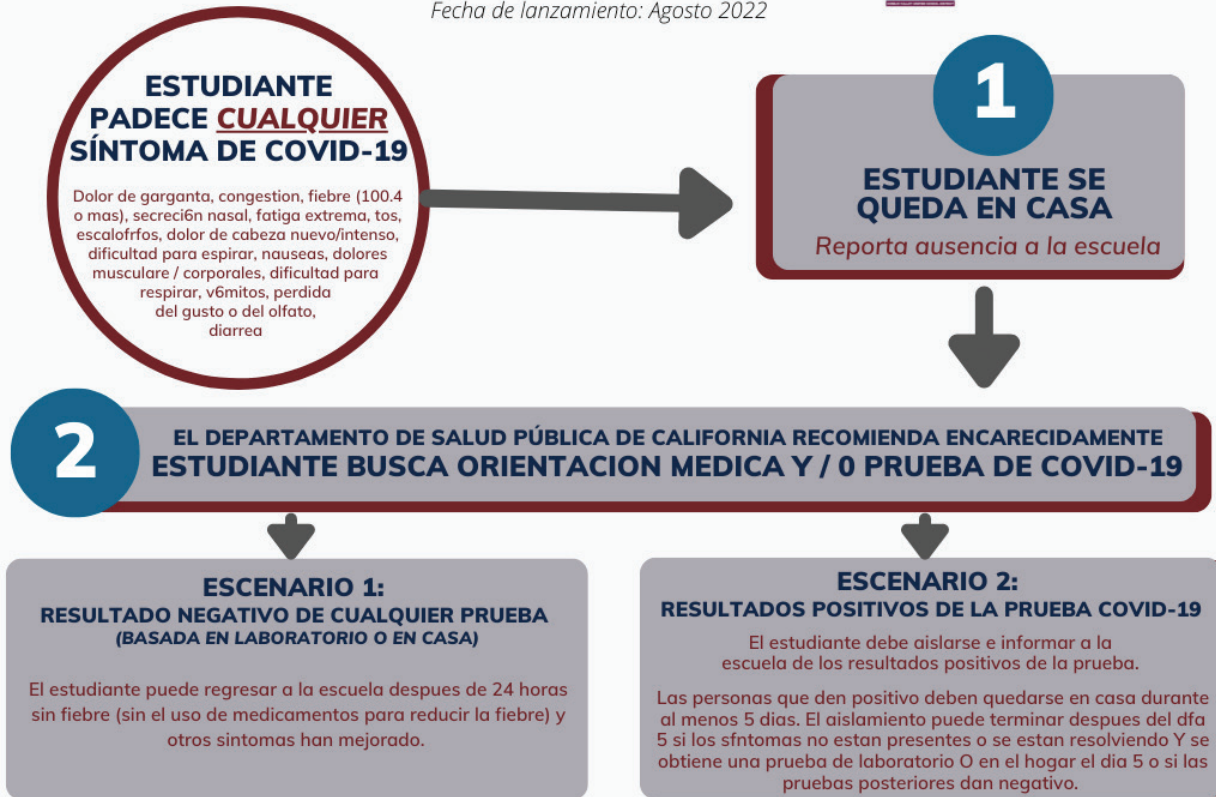 Fecha de lanzamiento: Agosto 2022
ESTUDIANTE
PADECE CUALQUIER
SÍNTOMA DE COVID-19
Dolor de garganta, congestion, fiebre (100.4
o mas), secreci6n nasal, fatiga extrema, tos,
escalofrfos, dolor de cabeza nuevo/intenso,
dificultad para espirar, nauseas, dolores
musculare / corporales, dificultad para
respirar, v6mitos, perdida
del gusto o del olfato,
diarrea
1
ESTUDIANTE SE
QUEDA EN CASA
Reporta ausencia a la escuela
2
EL DEPARTAMENTO DE SALUD PÚBLICA DE CALIFORNIA RECOMIENDA ENCARECIDAMENTE
ESTUDIANTE BUSCA ORIENTACION MEDICA Y / 0 PRUEBA DE COVID-19
ESCENARIO 1:
RESULTADO NEGATIVO DE CUALQUIER PRUEBA
(BASADA EN LABORATORIO O EN CASA)
El estudiante puede regresar a la escuela despues de 24 horas
sin fiebre (sin el uso de medicamentos para reducir la fiebre) y
otros sintomas han mejorado.
ESCENARIO 2:
RESULTADOS POSITIVOS DE LA PRUEBA COVID-19
El estudiante debe aislarse e informar a la
escuela de los resultados positivos de la prueba.
Las personas que den positivo deben quedarse en casa durante
al menos 5 dias. El aislamiento puede terminar despues del dfa
5 si los sfntomas no estan presentes o se estan resolviendo Y se
obtiene una prueba de laboratorio O en el hogar el dia 5 o si las
pruebas posteriores dan negativo.